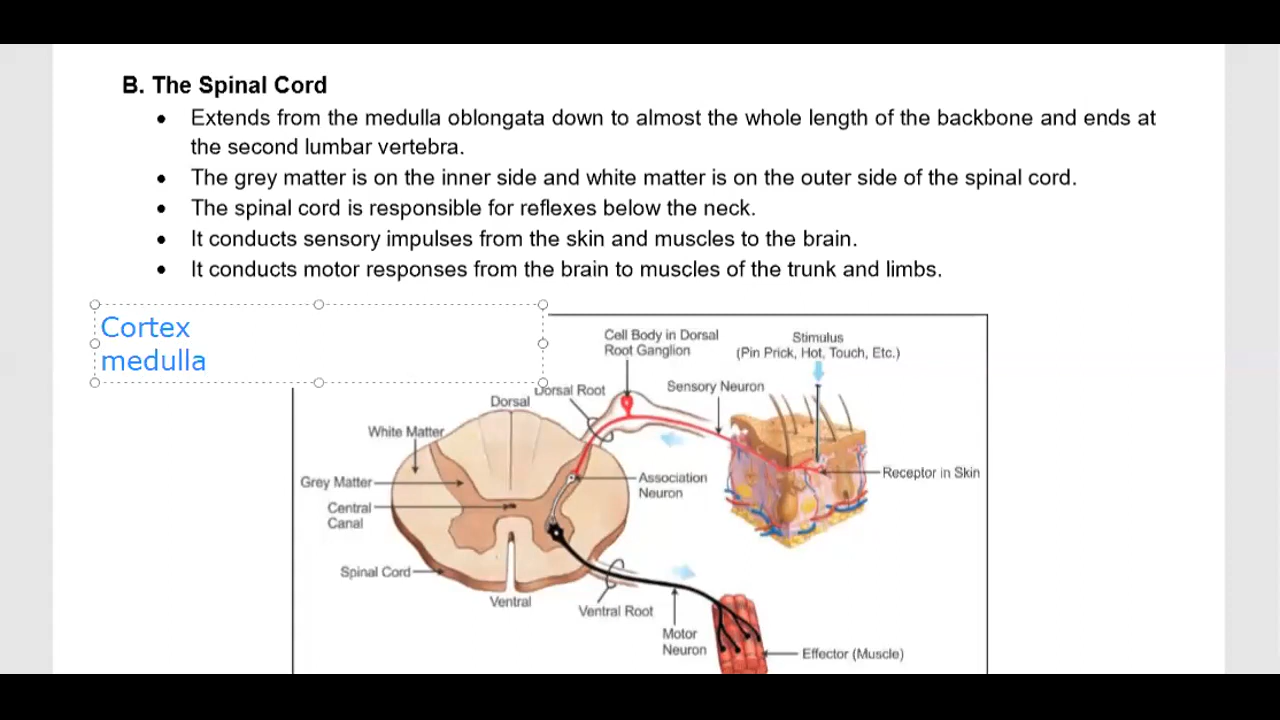 B. The Spinal Cord
• Extends from the medulla oblongata down to almost the whole length of the backbone and ends at
the second lumbar vertebra.
• The grey matter is on the inner side and white matter is on the outer side of the spinal cord.
• The spinal cord is responsible for reflexes below the neck.
• It conducts sensory impulses from the skin and muscles to the brain.
• It conducts motor responses from the brain to muscles of the trunk and limbs.
Cortex
medulla
Cell Body in Dorsal
Root Ganglion
Stimulus
(Pin Prick, Hot, Touch, Etc.)
Dorsal Root
Sensory Neuron
Dorsal
White Matter
Grey Matter
Association
Neuron
Receptor in Skin
Central
Canal
Spinal Cord
Ventral
Ventral Root
Motor
Neuron
Effector (Muscle)